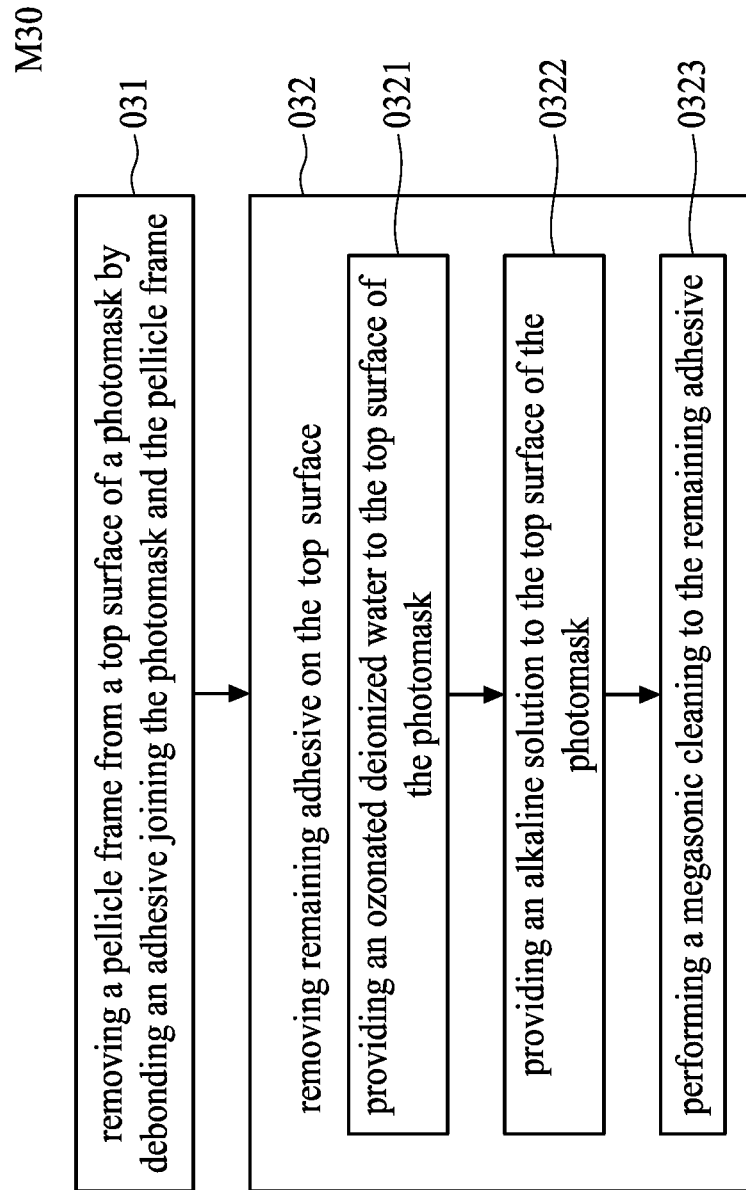 M30
removing a pellicle frame from a top surface of a photomask by
debonding an adhesive joining the photomask and the pellicle frame
031
removing remaining adhesive on the top surface
032
providing an ozonated deionized water to the top surface of
the photomask
0321
providing an alkaline solution to the top surface of the
photomask
0322
performing a megasonic cleaning to the remaining adhesive
0323